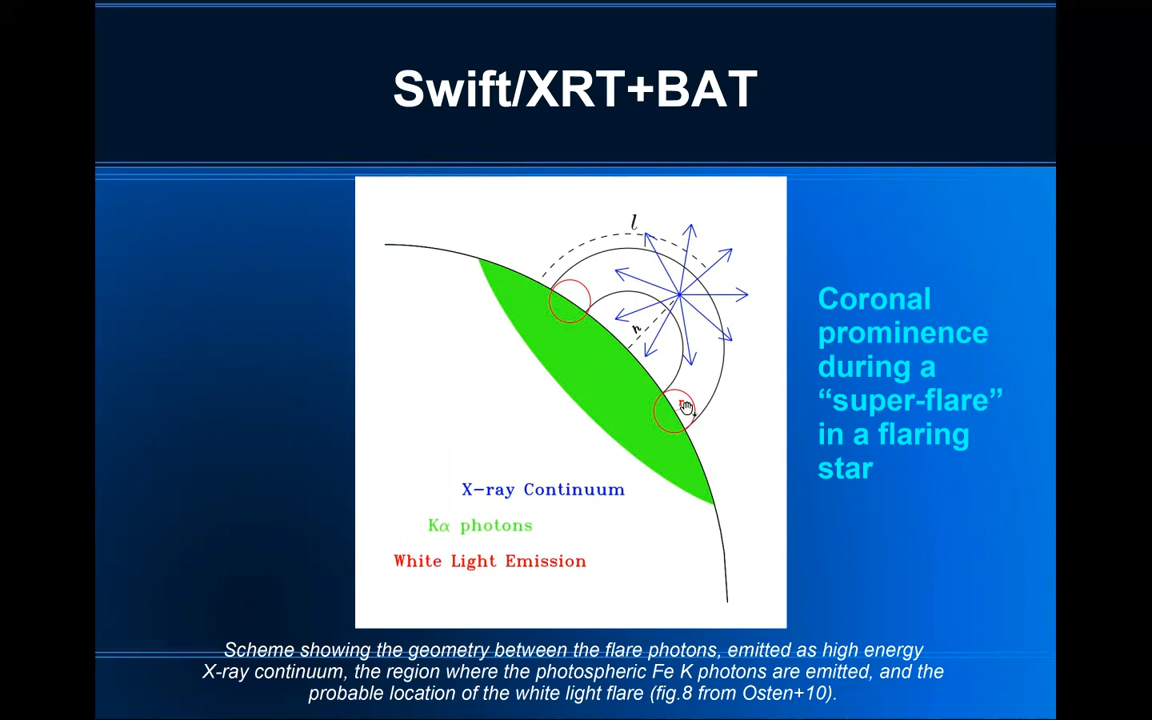 Swift/XRT+BAT
l
h
r
Coronal
prominence
during a
“super-flare”
in a flaring
star
X-ray Continuum
Kα photons
White Light Emission
Scheme showing the geometry between the flare photons, emitted as high energy
X-ray continuum, the region where the photospheric Fe K photons are emitted, and the
probable location of the white light flare (fig.8 from Osten+10).